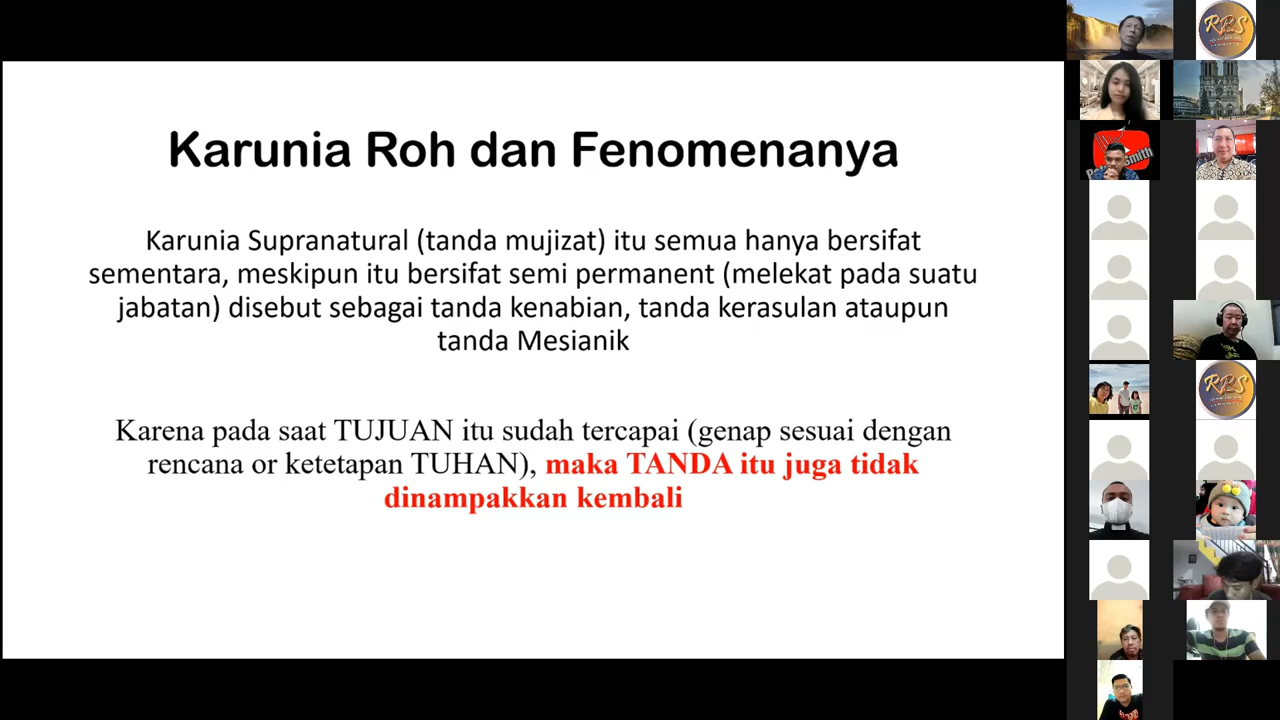 Karunia Roh dan Fenomenanya
Karunia Supranatural (tanda mujizat) itu semua hanya bersifat
sementara, meskipun itu bersifat semi permanent (melekat pada suatu
jabatan) disebut sebagai tanda kenabian, tanda kerasulan ataupun
tanda Mesianik
Karena pada saat TUJUAN itu sudah tercapai (genap sesuai dengan
rencana or ketetapan TUHAN), maka TANDA itu juga tidak
dinampakkan kembali
RPS
RPS